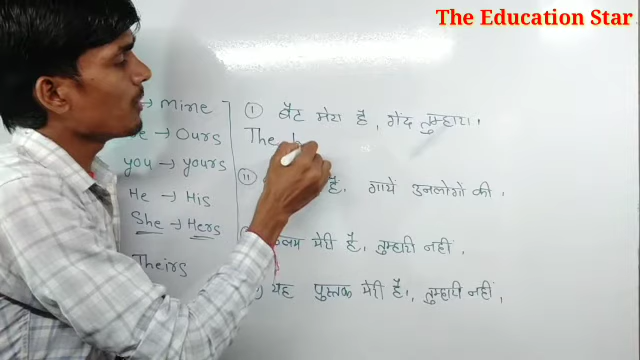 The Education Star
→ Mine
→ Ours
you → yours
He → His
She → Hers
Theirs
(i) बैट मेरा है, गेंद तुम्हारा.
The b
(ii) है, गायें उनलोगो की.
कलम मेरी है, तुम्हारी नहीं.
यह पुस्तक मेरी है, तुम्हारी नहीं.